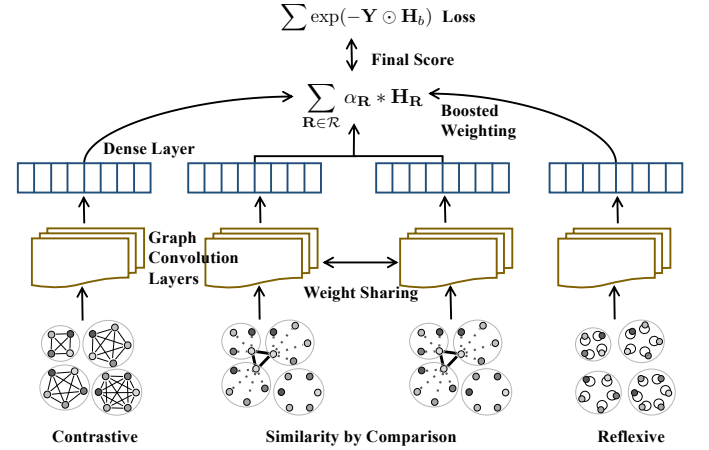 ∑ exp(−Y ⊙ H_b) Loss
Final Score
∑_{R∈ℛ} α_R * H_R
Boosted
Weighting
Dense Layer
Graph
Convolution
Layers
Weight Sharing
Contrastive
Similarity by Comparison
Reflexive